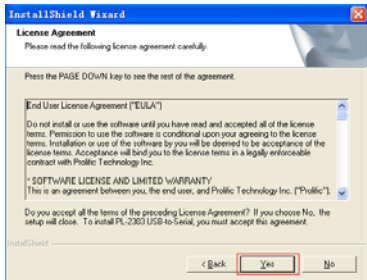 InstallShield Wizard
License Agreement
Please read the following license agreement carefully.
Press the PAGE DOWN key to see the rest of the agreement.
End User License Agreement ("EULA")
Do not install or use the software until you have read and accepted all of the license
terms. Permission to use the software is conditional upon your agreeing to the license
terms. Installation or use of the software by you will be deemed to be acceptance of the
license terms. Acceptance will bind you to the license terms in a legally enforceable
contract with Prolific Technology Inc.
* SOFTWARE LICENSE AND LIMITED WARRANTY
This is an agreement between you, the end user, and Prolific Technology Inc. ("Prolific").
Do you accept all the terms of the preceding License Agreement? If you choose No, the
setup will close. To install PL-2303 USB-to-Serial, you must accept this agreement.
InstallShield
< Back Yes No